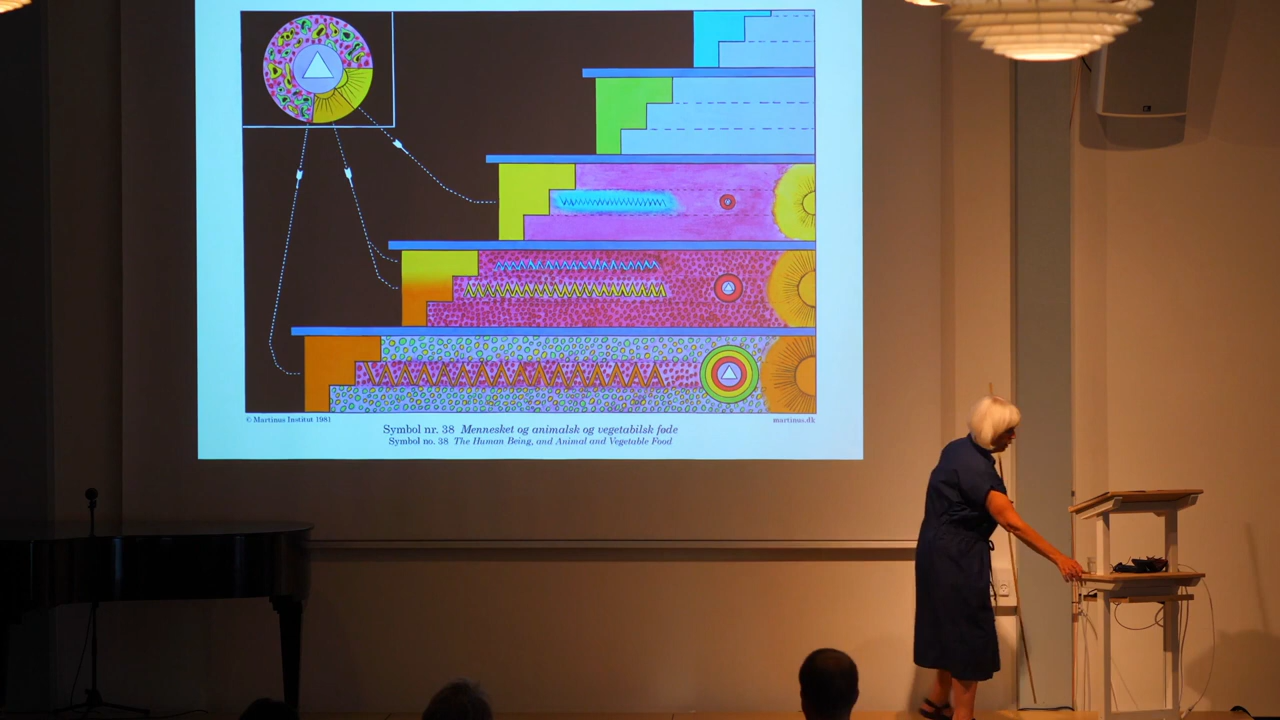 © Martinus Institut 1981
martinus.dk
Symbol nr. 38 Mennesket og animalsk og vegetabilsk føde
Symbol no. 38 The Human Being, and Animal and Vegetable Food